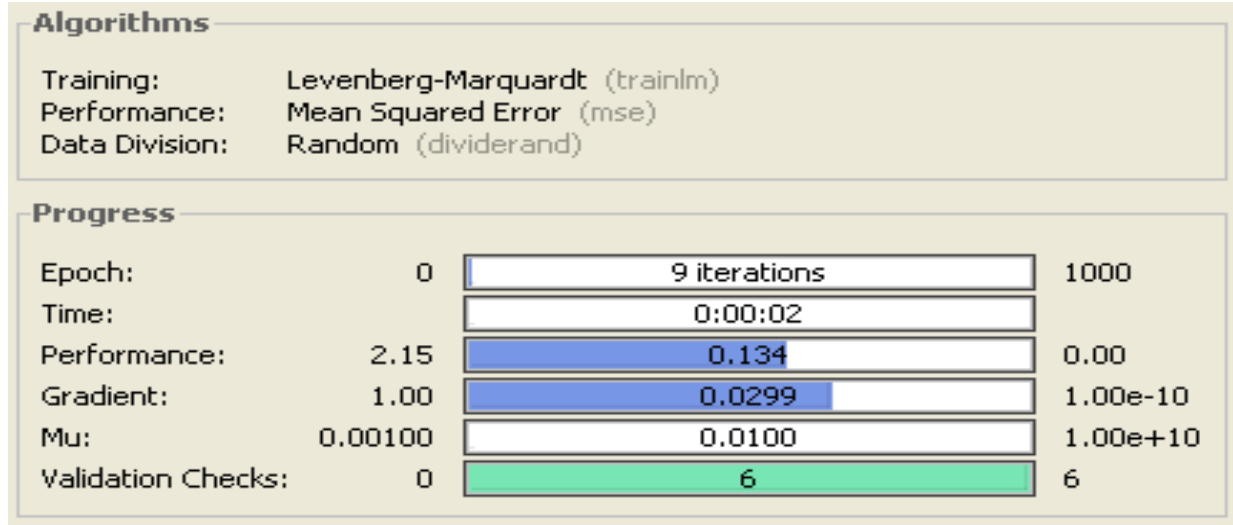 Algorithms
Training: Levenberg-Marquardt (trainlm)
Performance: Mean Squared Error (mse)
Data Division: Random (dividerand)
Progress
Epoch: 0 9 iterations 1000
Time: 0:00:02
Performance: 2.15 0.134 0.00
Gradient: 1.00 0.0299 1.00e-10
Mu: 0.00100 0.0100 1.00e+10
Validation Checks: 0 6 6